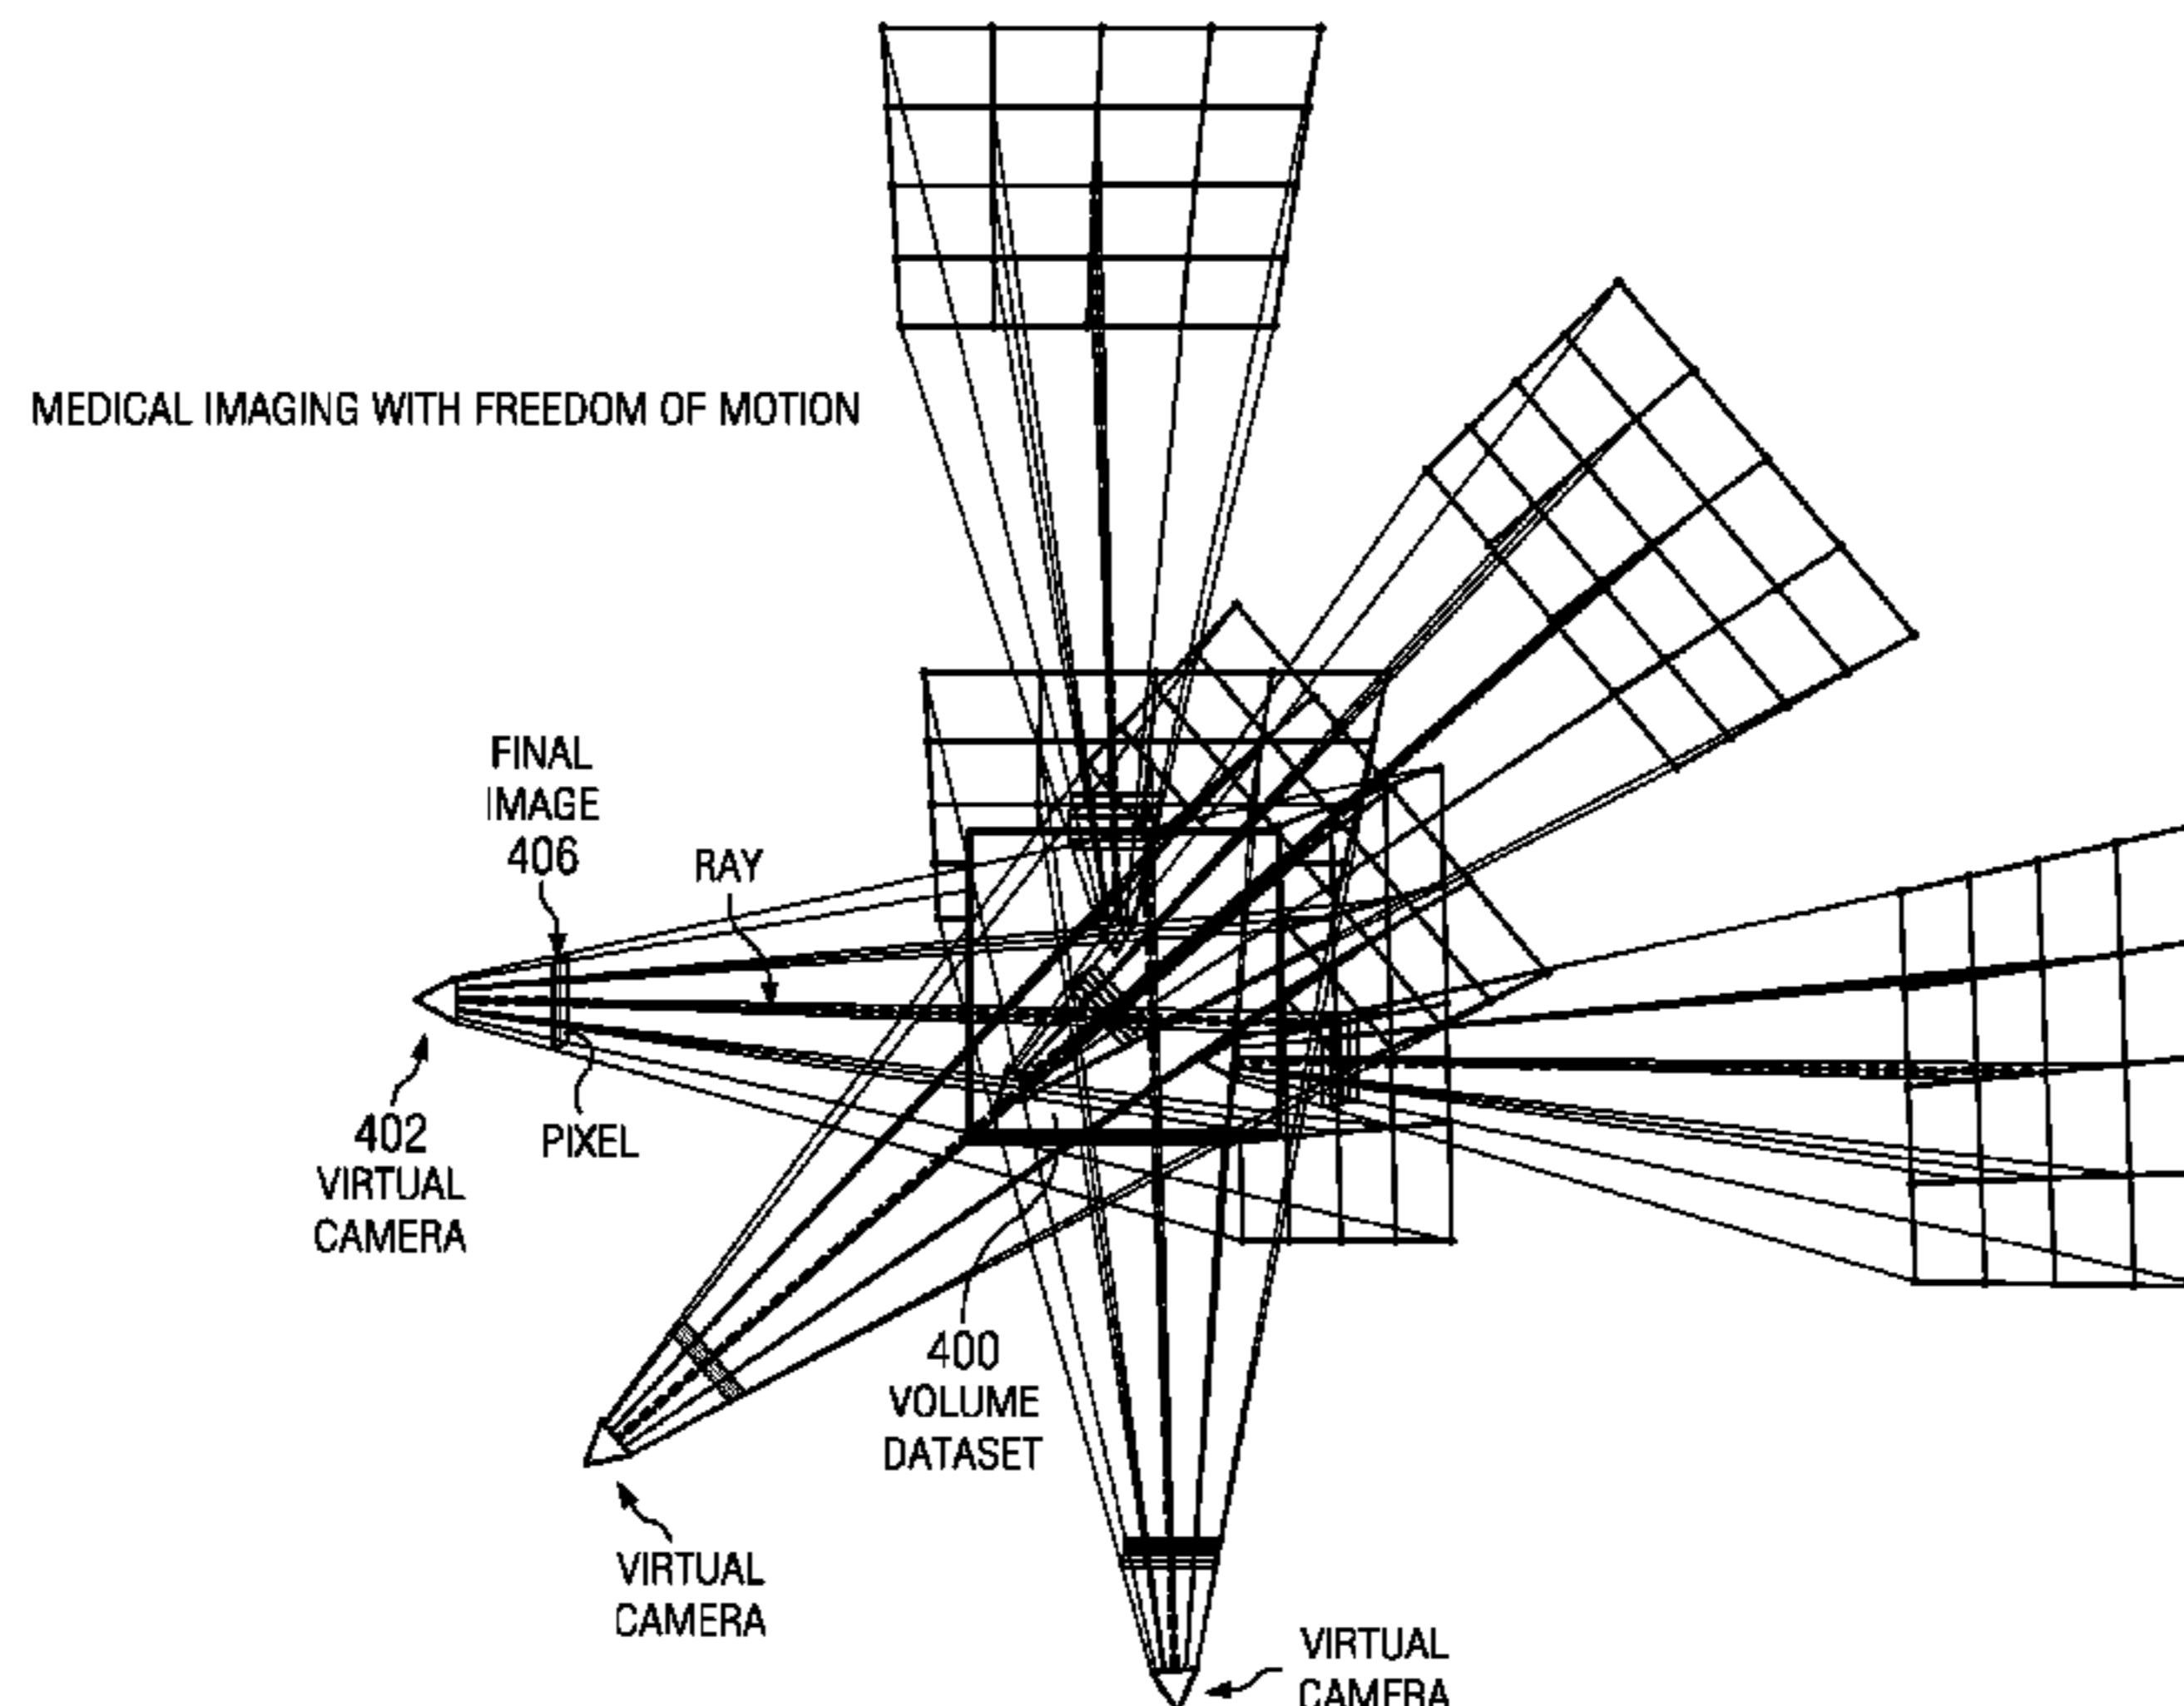 MEDICAL IMAGING WITH FREEDOM OF MOTION
FINAL
IMAGE
406
RAY
402
VIRTUAL
CAMERA
PIXEL
400
VOLUME
DATASET
VIRTUAL
CAMERA
VIRTUAL
CAMERA